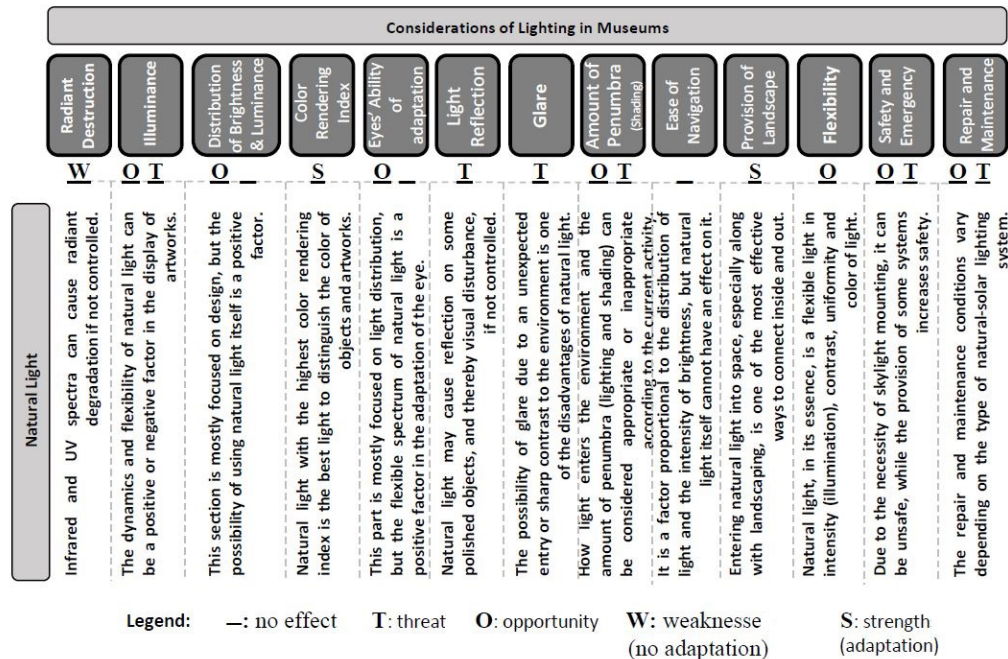 Considerations of Lighting in Museums
Radiant
Destruction
Illuminance
Distribution
of Brightness
& Luminance
Color
Rendering
Index
Eyes' Ability
of
adaptation
Light
Reflection
Glare
Amount of
Penumbra
(Shading)
Ease of
Navigation
Provision of
Landscape
Flexibility
Safety and
Emergency
Repair and
Maintenance
W
O T
O _
S
O _
T
T
O T
_
S
O
O T
O T
Natural Light
Infrared and UV spectra can cause radiant
degradation if not controlled.
The dynamics and flexibility of natural light can
be a positive or negative factor in the display of
artworks.
This section is mostly focused on design, but the
possibility of using natural light itself is a positive
factor.
Natural light with the highest color rendering
index is the best light to distinguish the color of
objects and artworks.
This part is mostly focused on light distribution,
but the flexible spectrum of natural light is a
positive factor in the adaptation of the eye.
Natural light may cause reflection on some
polished objects, and thereby visual disturbance,
if not controlled.
The possibility of glare due to an unexpected
entry or sharp contrast to the environment is one
of the disadvantages of natural light.
How light enters the environment and the
amount of penumbra (lighting and shading) can
be considered appropriate or inappropriate
according to the current activity.
It is a factor proportional to the distribution of
light and the intensity of brightness, but natural
light itself cannot have an effect on it.
Entering natural light into space, especially along
with landscaping, is one of the most effective
ways to connect inside and out.
Natural light, in its essence, is a flexible light in
intensity (illumination), contrast, uniformity and
color of light.
Due to the necessity of skylight mounting, it can
be unsafe, while the provision of some systems
increases safety.
The repair and maintenance conditions vary
depending on the type of natural-solar lighting
system.
Legend: –: no effect T: threat O: opportunity W: weaknesse S: strength
(no adaptation) (adaptation)